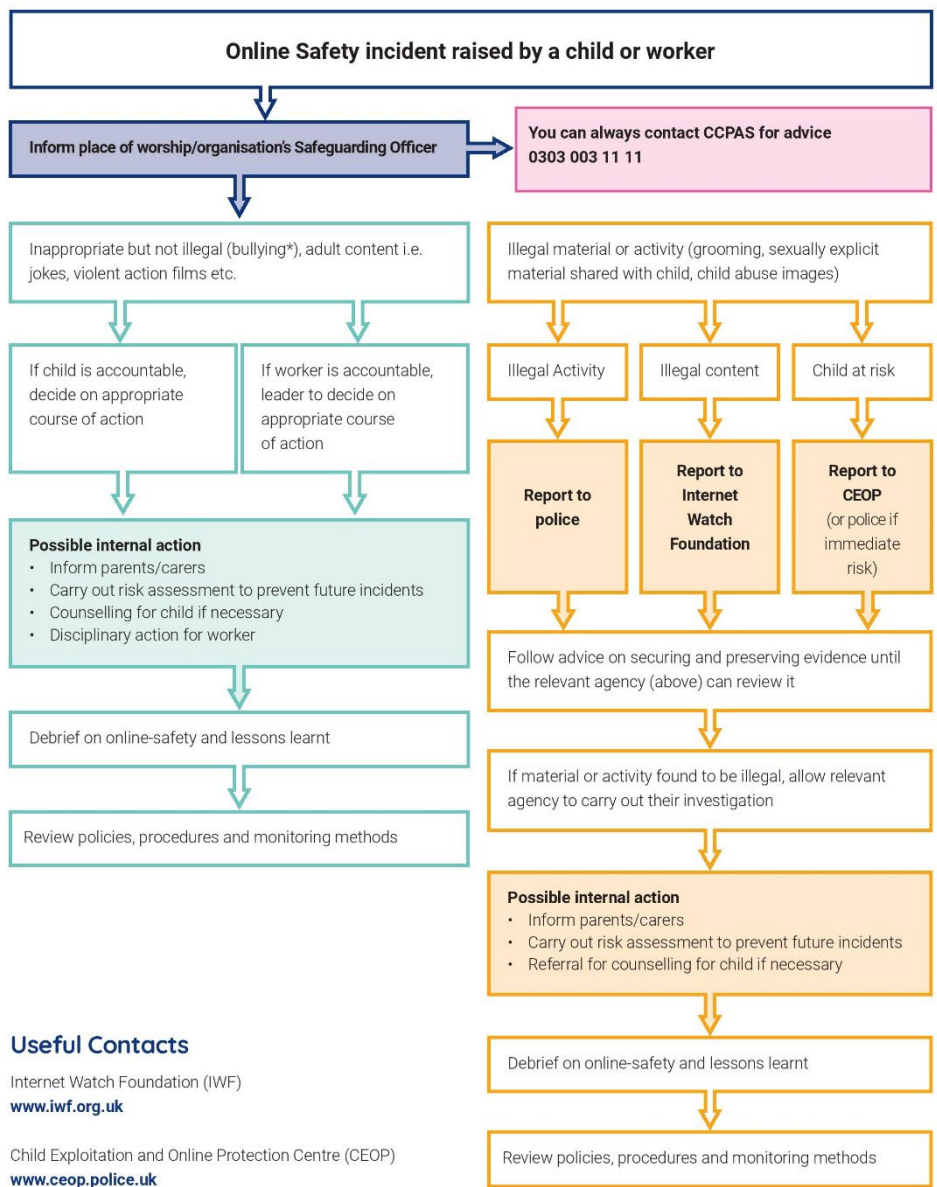 Online Safety incident raised by a child or worker
Inform place of worship/organisation's Safeguarding Officer
You can always contact CCPAS for advice
0303 003 11 11
Inappropriate but not illegal (bullying*), adult content i.e.
jokes, violent action films etc.
If child is accountable,
decide on appropriate
course of action
If worker is accountable,
leader to decide on
appropriate course
of action
Possible internal action
• Inform parents/carers
• Carry out risk assessment to prevent future incidents
• Counselling for child if necessary
• Disciplinary action for worker
Debrief on online-safety and lessons learnt
Review policies, procedures and monitoring methods
Illegal material or activity (grooming, sexually explicit
material shared with child, child abuse images)
Illegal Activity
Illegal content
Child at risk
Report to
police
Report to
Internet
Watch
Foundation
Report to
CEOP
(or police if
immediate
risk)
Follow advice on securing and preserving evidence until
the relevant agency (above) can review it
If material or activity found to be illegal, allow relevant
agency to carry out their investigation
Possible internal action
• Inform parents/carers
• Carry out risk assessment to prevent future incidents
• Referral for counselling for child if necessary
Debrief on online-safety and lessons learnt
Review policies, procedures and monitoring methods
Useful Contacts
Internet Watch Foundation (IWF)
www.iwf.org.uk
Child Exploitation and Online Protection Centre (CEOP)
www.ceop.police.uk